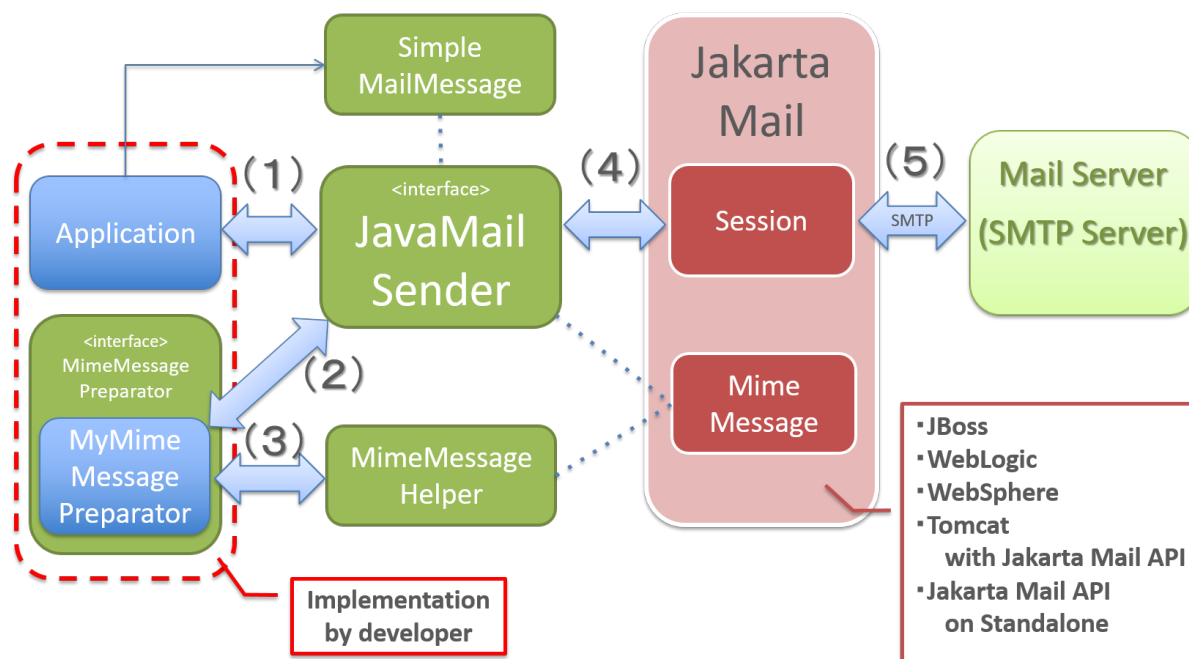 Simple
MailMessage
Jakarta
Mail
(1)
(4)
(5)
Application
<interface>
JavaMail
Sender
Session
SMTP
Mail Server
(SMTP Server)
<interface>
MimeMessage
Preparator
(2)
Mime
Message
MyMime
Message
Preparator
(3)
MimeMessage
Helper
・JBoss
・WebLogic
・WebSphere
・Tomcat
with Jakarta Mail API
・Jakarta Mail API
on Standalone
Implementation
by developer